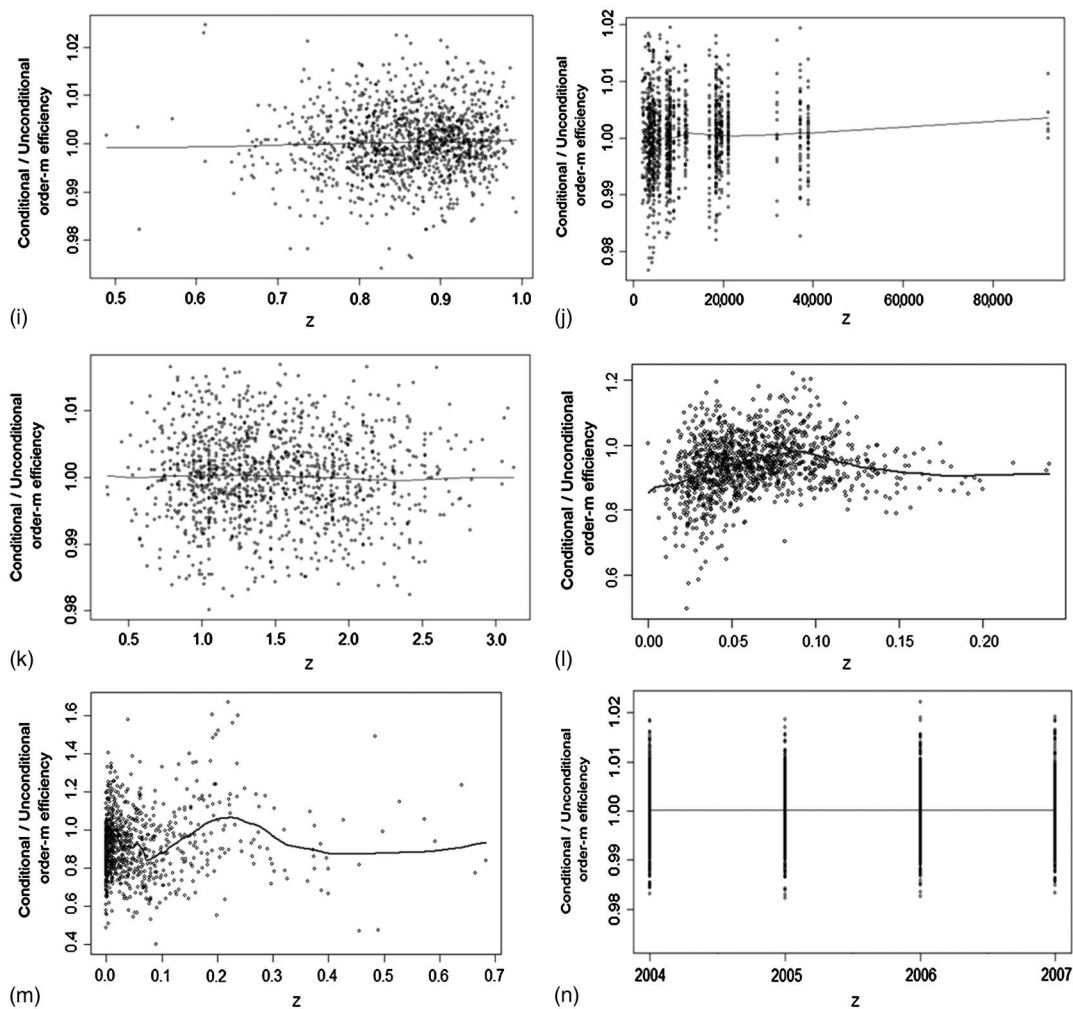 Conditional / Unconditional
order-m efficiency
1.02
1.01
1.00
0.99
0.98
0.5 0.6 0.7 0.8 0.9 1.0
z
(i)
Conditional / Unconditional
order-m efficiency
1.02
1.01
1.00
0.99
0.98
0 20,000 40,000 60,000 80,000
z
(j)
Conditional / Unconditional
order-m efficiency
1.01
1.00
0.99
0.98
0.5 1.0 1.5 2.0 2.5 3.0
z
(k)
Conditional / Unconditional
order-m efficiency
1.2
1.0
0.8
0.6
0.00 0.05 0.10 0.15 0.20
z
(l)
Conditional / Unconditional
order-m efficiency
1.6
1.4
1.2
1.0
0.8
0.6
0.4
0.0 0.1 0.2 0.3 0.4 0.5 0.6 0.7
z
(m)
Conditional / Unconditional
order-m efficiency
1.02
1.01
1.00
0.99
0.98
2004 2005 2006 2007
z
(n)